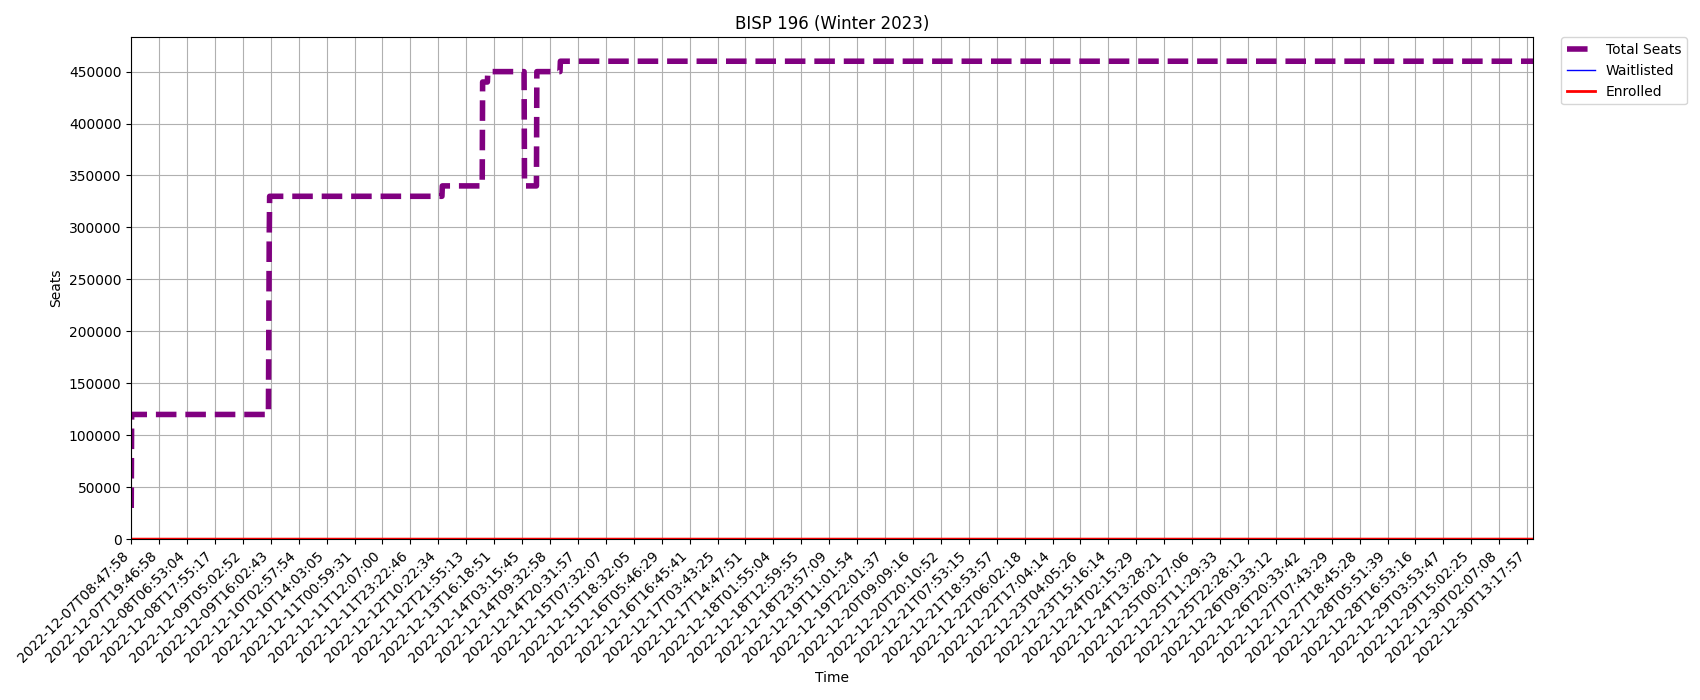 BISP 196 (Winter 2023)
Total Seats
Waitlisted
Enrolled
Seats
450000
400000
350000
300000
250000
200000
150000
100000
50000
0
2022-12-07T08:47:58
2022-12-07T19:46:58
2022-12-08T06:53:04
2022-12-08T17:55:17
2022-12-09T05:02:52
2022-12-09T16:02:43
2022-12-10T02:57:54
2022-12-10T14:03:05
2022-12-11T00:59:31
2022-12-11T12:07:00
2022-12-11T23:22:46
2022-12-12T10:22:34
2022-12-12T21:55:13
2022-12-13T16:18:51
2022-12-14T03:15:45
2022-12-14T09:32:58
2022-12-14T20:31:57
2022-12-15T07:32:07
2022-12-15T18:32:05
2022-12-16T05:46:29
2022-12-16T16:45:41
2022-12-17T03:43:25
2022-12-17T14:47:51
2022-12-18T01:55:04
2022-12-18T12:59:55
2022-12-18T23:57:09
2022-12-19T11:01:54
2022-12-19T22:01:37
2022-12-20T09:09:16
2022-12-20T20:10:52
2022-12-21T07:53:15
2022-12-21T18:53:57
2022-12-22T06:02:18
2022-12-22T17:04:14
2022-12-23T04:05:26
2022-12-23T15:16:14
2022-12-24T02:15:29
2022-12-24T13:28:21
2022-12-25T00:27:06
2022-12-25T11:29:33
2022-12-25T22:28:12
2022-12-26T09:33:12
2022-12-26T20:33:42
2022-12-27T07:43:29
2022-12-27T18:45:28
2022-12-28T05:51:39
2022-12-28T16:53:16
2022-12-29T03:53:47
2022-12-29T15:02:25
2022-12-30T02:07:08
2022-12-30T13:17:57
Time